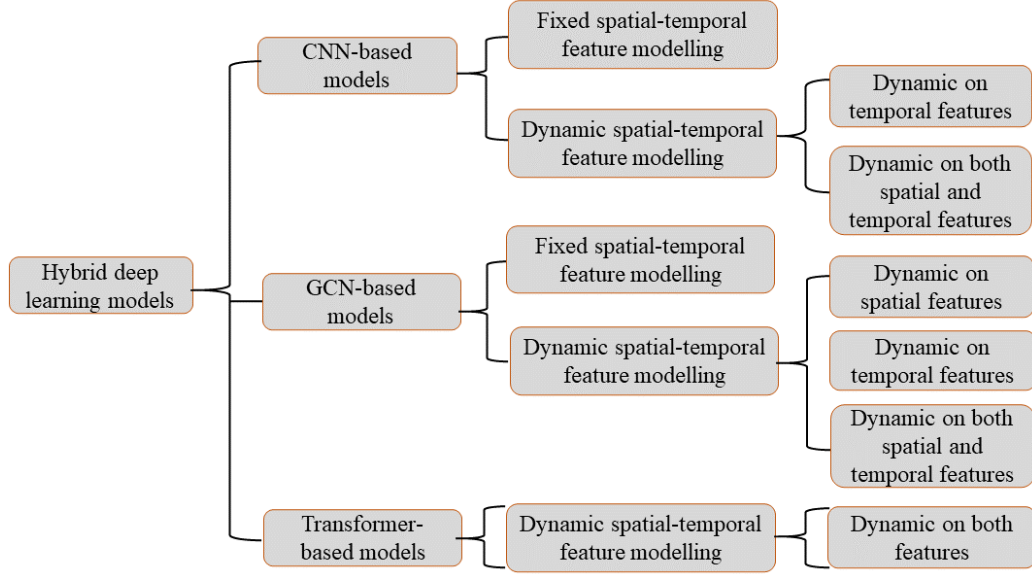 Hybrid deep
learning models
CNN-based
models
Fixed spatial-temporal
feature modelling
Dynamic spatial-temporal
feature modelling
Dynamic on
temporal features
Dynamic on both
spatial and
temporal features
GCN-based
models
Fixed spatial-temporal
feature modelling
Dynamic spatial-temporal
feature modelling
Dynamic on
spatial features
Dynamic on
temporal features
Dynamic on both
spatial and
temporal features
Transformer-
based models
Dynamic spatial-temporal
feature modelling
Dynamic on both
features